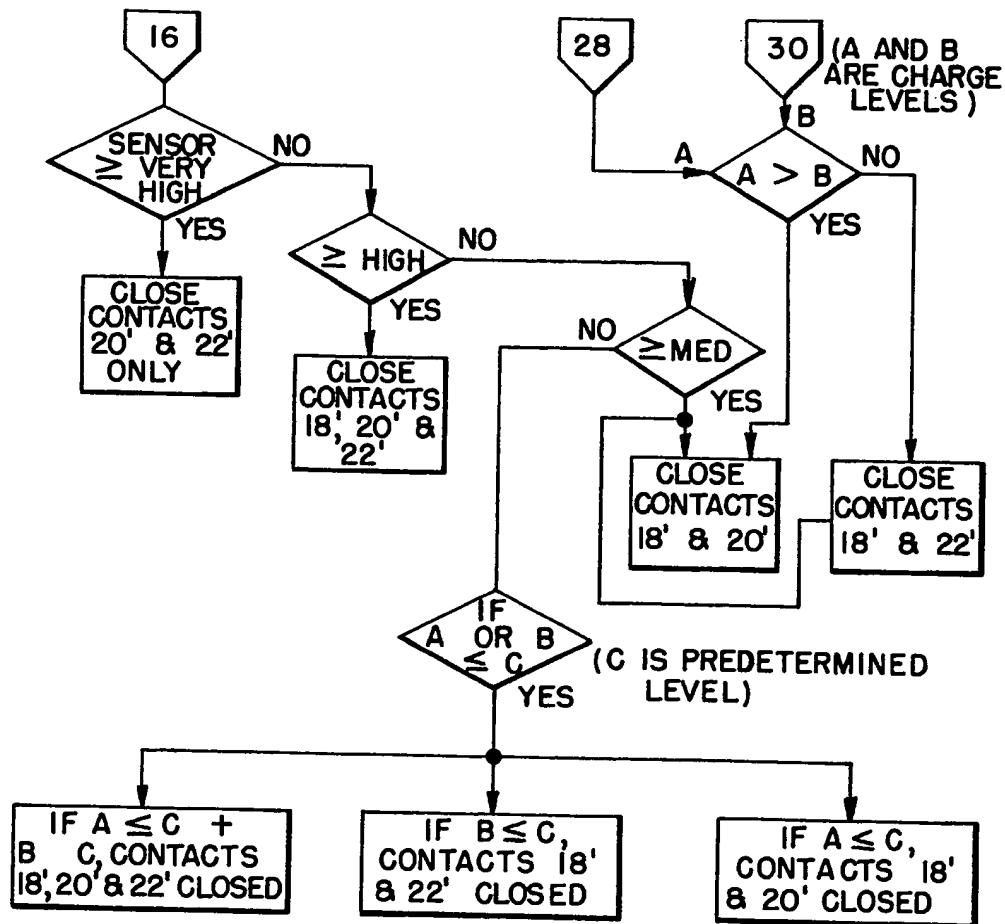 16
28
30
(A AND B
ARE CHARGE
LEVELS)
SENSOR
≥ VERY
HIGH
NO
YES
CLOSE
CONTACTS
20' & 22'
ONLY
≥ HIGH
NO
YES
CLOSE
CONTACTS
18', 20' &
22'
A
B
A > B
NO
YES
NO
≥ MED
YES
CLOSE
CONTACTS
18' & 20'
CLOSE
CONTACTS
18' & 22'
IF
A OR B
≤ C
YES
(C IS PREDETERMINED
LEVEL)
IF A ≤ C +
B C, CONTACTS
18', 20' & 22' CLOSED
IF B ≤ C,
CONTACTS 18'
& 22' CLOSED
IF A ≤ C,
CONTACTS 18'
& 20' CLOSED